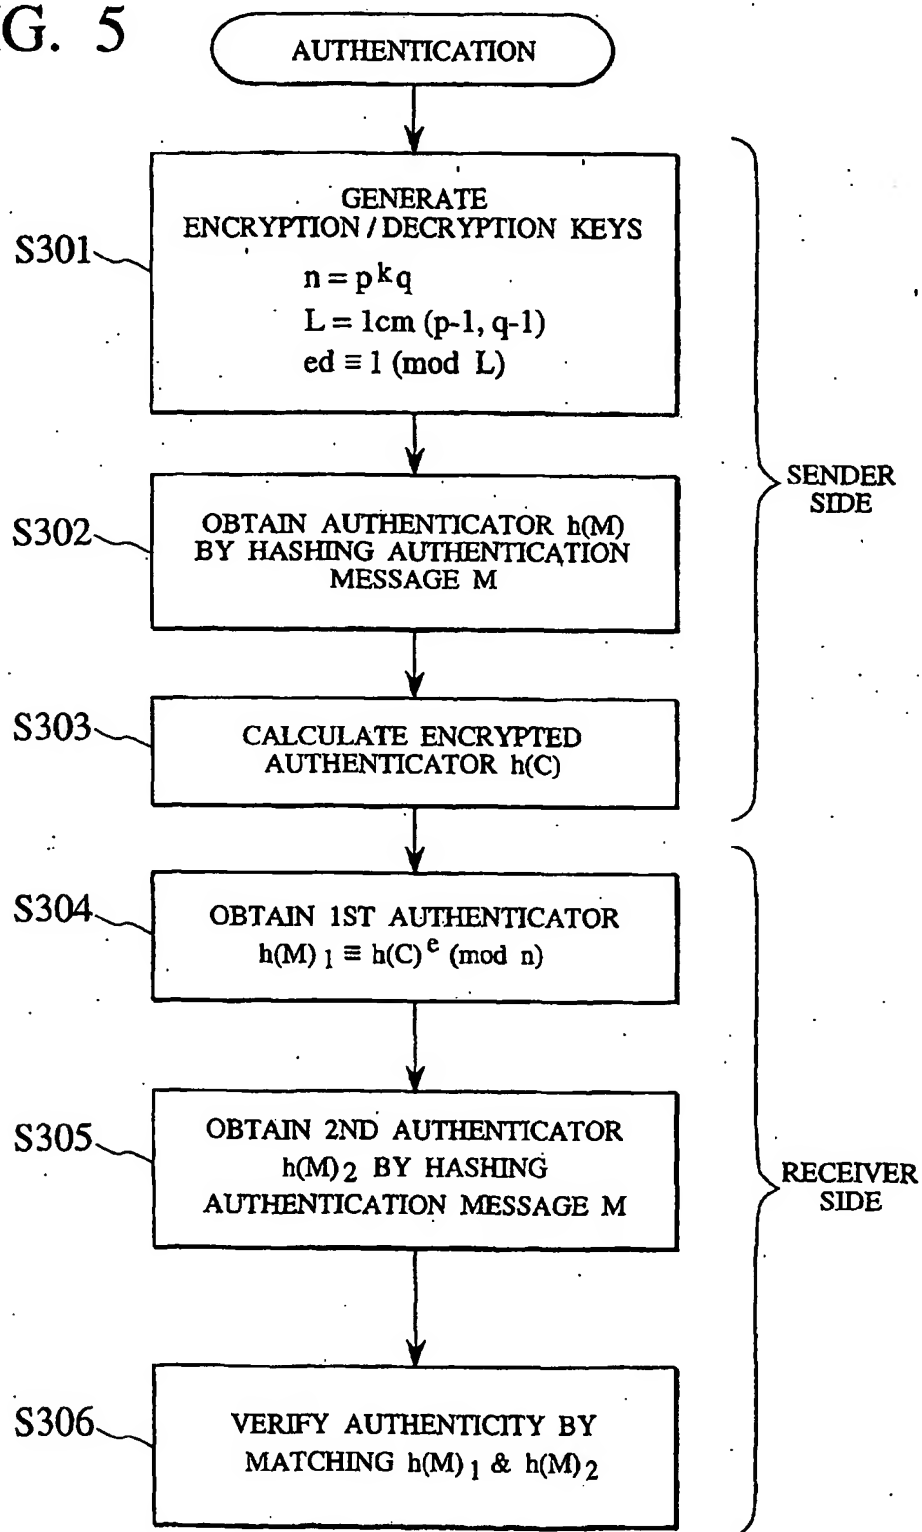 G. 5
AUTHENTICATION
S301
GENERATE
ENCRYPTION / DECRYPTION KEYS
n = p^k q
L = 1cm (p-1, q-1)
ed ≡ 1 (mod L)
S302
OBTAIN AUTHENTICATOR h(M)
BY HASHING AUTHENTICATION
MESSAGE M
S303
CALCULATE ENCRYPTED
AUTHENTICATOR h(C)
SENDER
SIDE
S304
OBTAIN 1ST AUTHENTICATOR
h(M)₁ ≡ h(C)^e (mod n)
S305
OBTAIN 2ND AUTHENTICATOR
h(M)₂ BY HASHING
AUTHENTICATION MESSAGE M
S306
VERIFY AUTHENTICITY BY
MATCHING h(M)₁ & h(M)₂
RECEIVER
SIDE